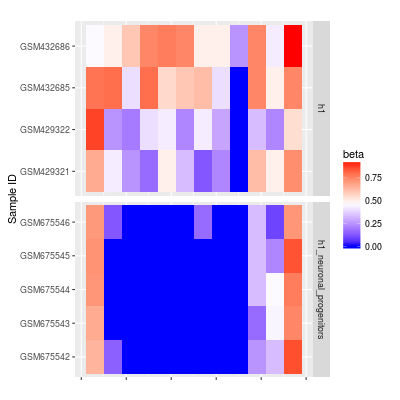 Sample ID
GSM432686
GSM432685
GSM429322
GSM429321
h1
GSM675546
GSM675545
GSM675544
GSM675543
GSM675542
h1_neuronal_progenitors
beta
0.75
0.50
0.25
0.00